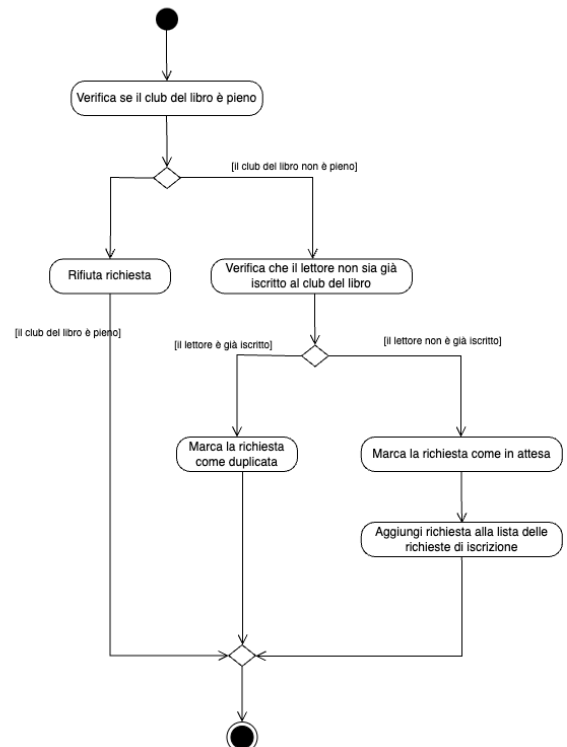 Verifica se il club del libro è pieno
[il club del libro non è pieno]
Rifiuta richiesta
Verifica che il lettore non sia già
iscritto al club del libro
[il club del libro è pieno]
[il lettore è già iscritto]
[il lettore non è già iscritto]
Marca la richiesta
come duplicata
Marca la richiesta come in attesa
Aggiungi richiesta alla lista delle
richieste di iscrizione